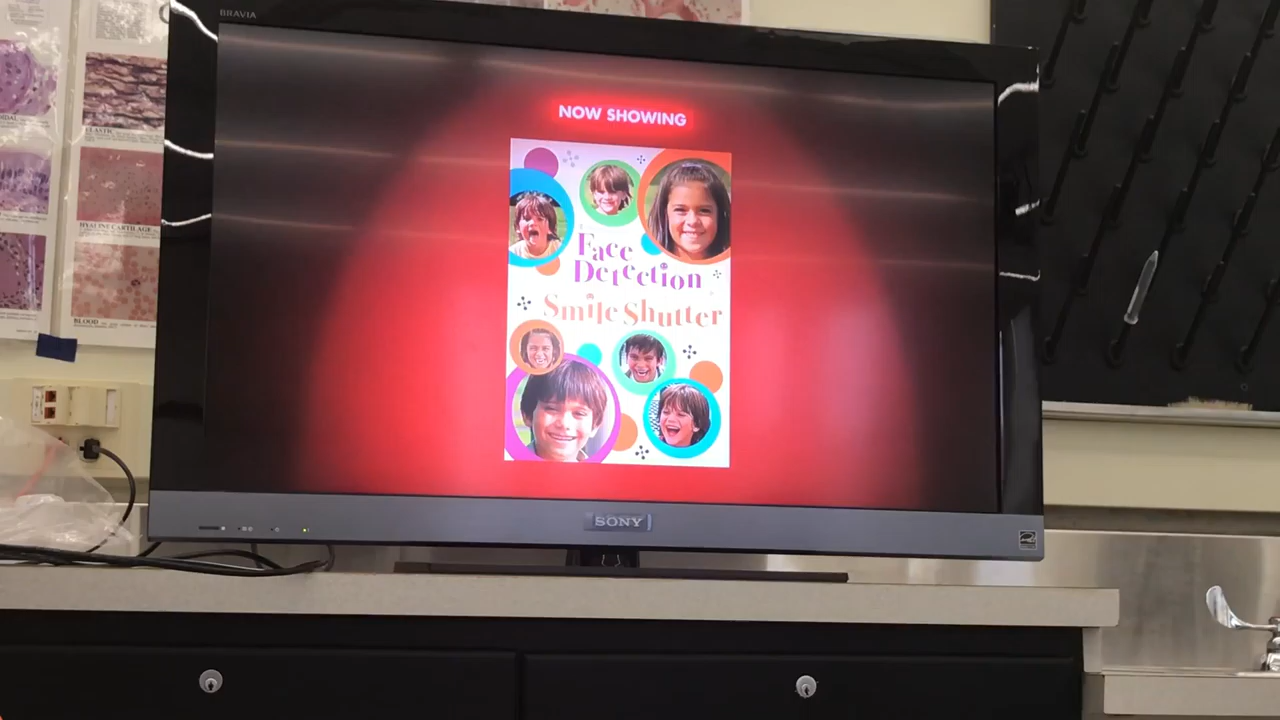 BRAVIA
NOW SHOWING
Face
Detection
Smile Shutter
ELASTIC
HYALINE CARTILAGE
BLOOD
SONY